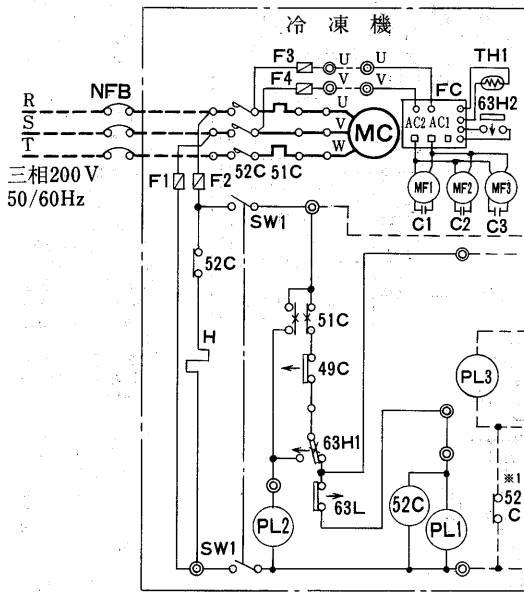 冷凍機
F3 U U TH1
F4 V V FC
NFB 63H2
R U AC2 AC1
S V MC
T W
三相200V F1 F2 52C 51C MF1 MF2 MF3
50/60Hz
C1 C2 C3
SW1
52C
51C
H 49C PL3
63H1
※1
52C 52
C
PL2 63L PL1
SW1